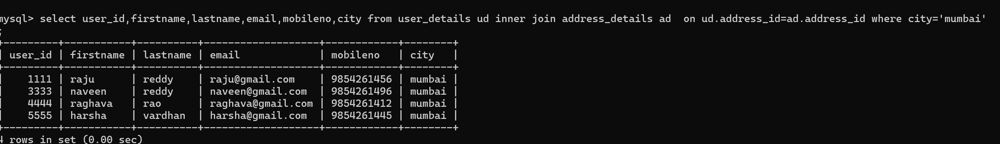 mysql> select user_id,firstname,lastname,email,mobileno,city from user_details ud inner join address_details ad  on ud.address_id=ad.address_id where city='mumbai'
;
+---------+-----------+----------+-------------------+------------+--------+
| user_id | firstname | lastname | email             | mobileno   | city   |
+---------+-----------+----------+-------------------+------------+--------+
|    1111 | raju      | reddy    | raju@gmail.com    | 9854261456 | mumbai |
|    3333 | naveen    | reddy    | naveen@gmail.com  | 9854261496 | mumbai |
|    4444 | raghava   | rao      | raghava@gmail.com | 9854261412 | mumbai |
|    5555 | harsha    | vardhan  | harsha@gmail.com  | 9854261445 | mumbai |
+---------+-----------+----------+-------------------+------------+--------+
4 rows in set (0.00 sec)